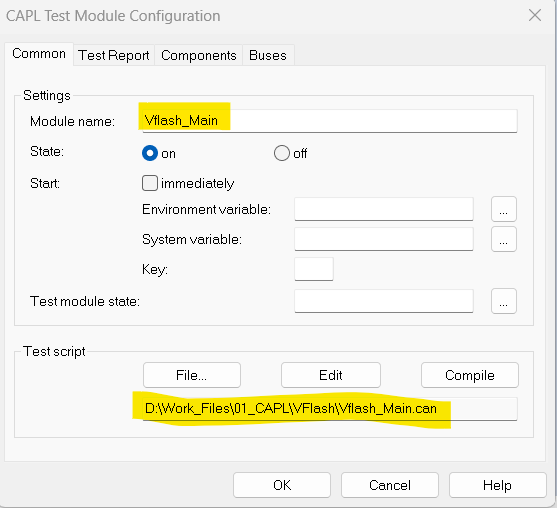 CAPL Test Module Configuration
Common Test Report Components Buses
Settings
Module name: Vflash_Main
State: on off
Start: immediately
Environment variable: ...
System variable: ...
Key:
Test module state: ...
Test script
File... Edit Compile
D:\Work_Files\01_CAPL\VFlash\Vflash_Main.can
OK Cancel Help